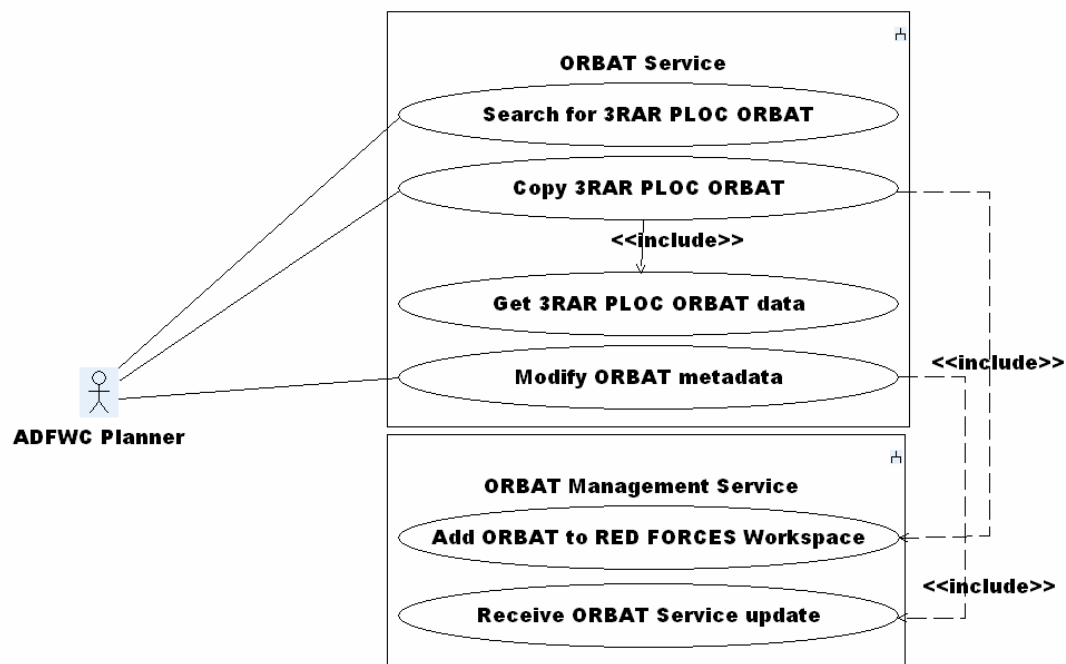 ORBAT Service
Search for 3RAR PLOC ORBAT
Copy 3RAR PLOC ORBAT
<<include>>
Get 3RAR PLOC ORBAT data
<<include>>
Modify ORBAT metadata
ADFWC Planner
ORBAT Management Service
Add ORBAT to RED FORCES Workspace
<<include>>
Receive ORBAT Service update